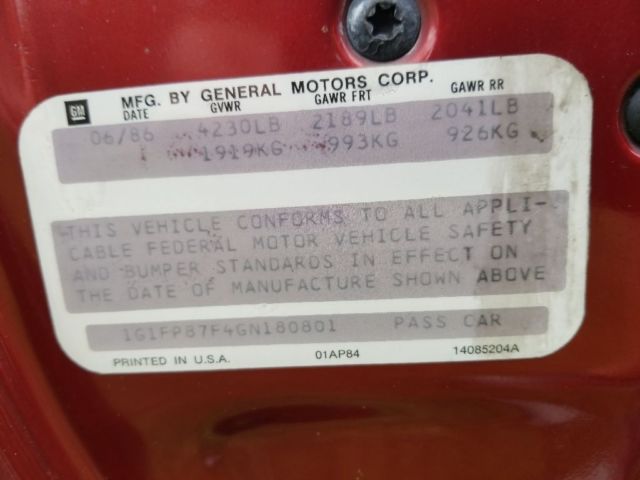 GM MFG. BY GENERAL MOTORS CORP.
DATE GVWR GAWR FRT GAWR RR
06/86 4230LB 2189LB 2041LB
1919KG 993KG 926KG
THIS VEHICLE CONFORMS TO ALL APPLI-
CABLE FEDERAL MOTOR VEHICLE SAFETY
AND BUMPER STANDARDS IN EFFECT ON
THE DATE OF MANUFACTURE SHOWN ABOVE
1G1FP87F4GN180801 PASS CAR
PRINTED IN U.S.A. 01AP84 14085204A